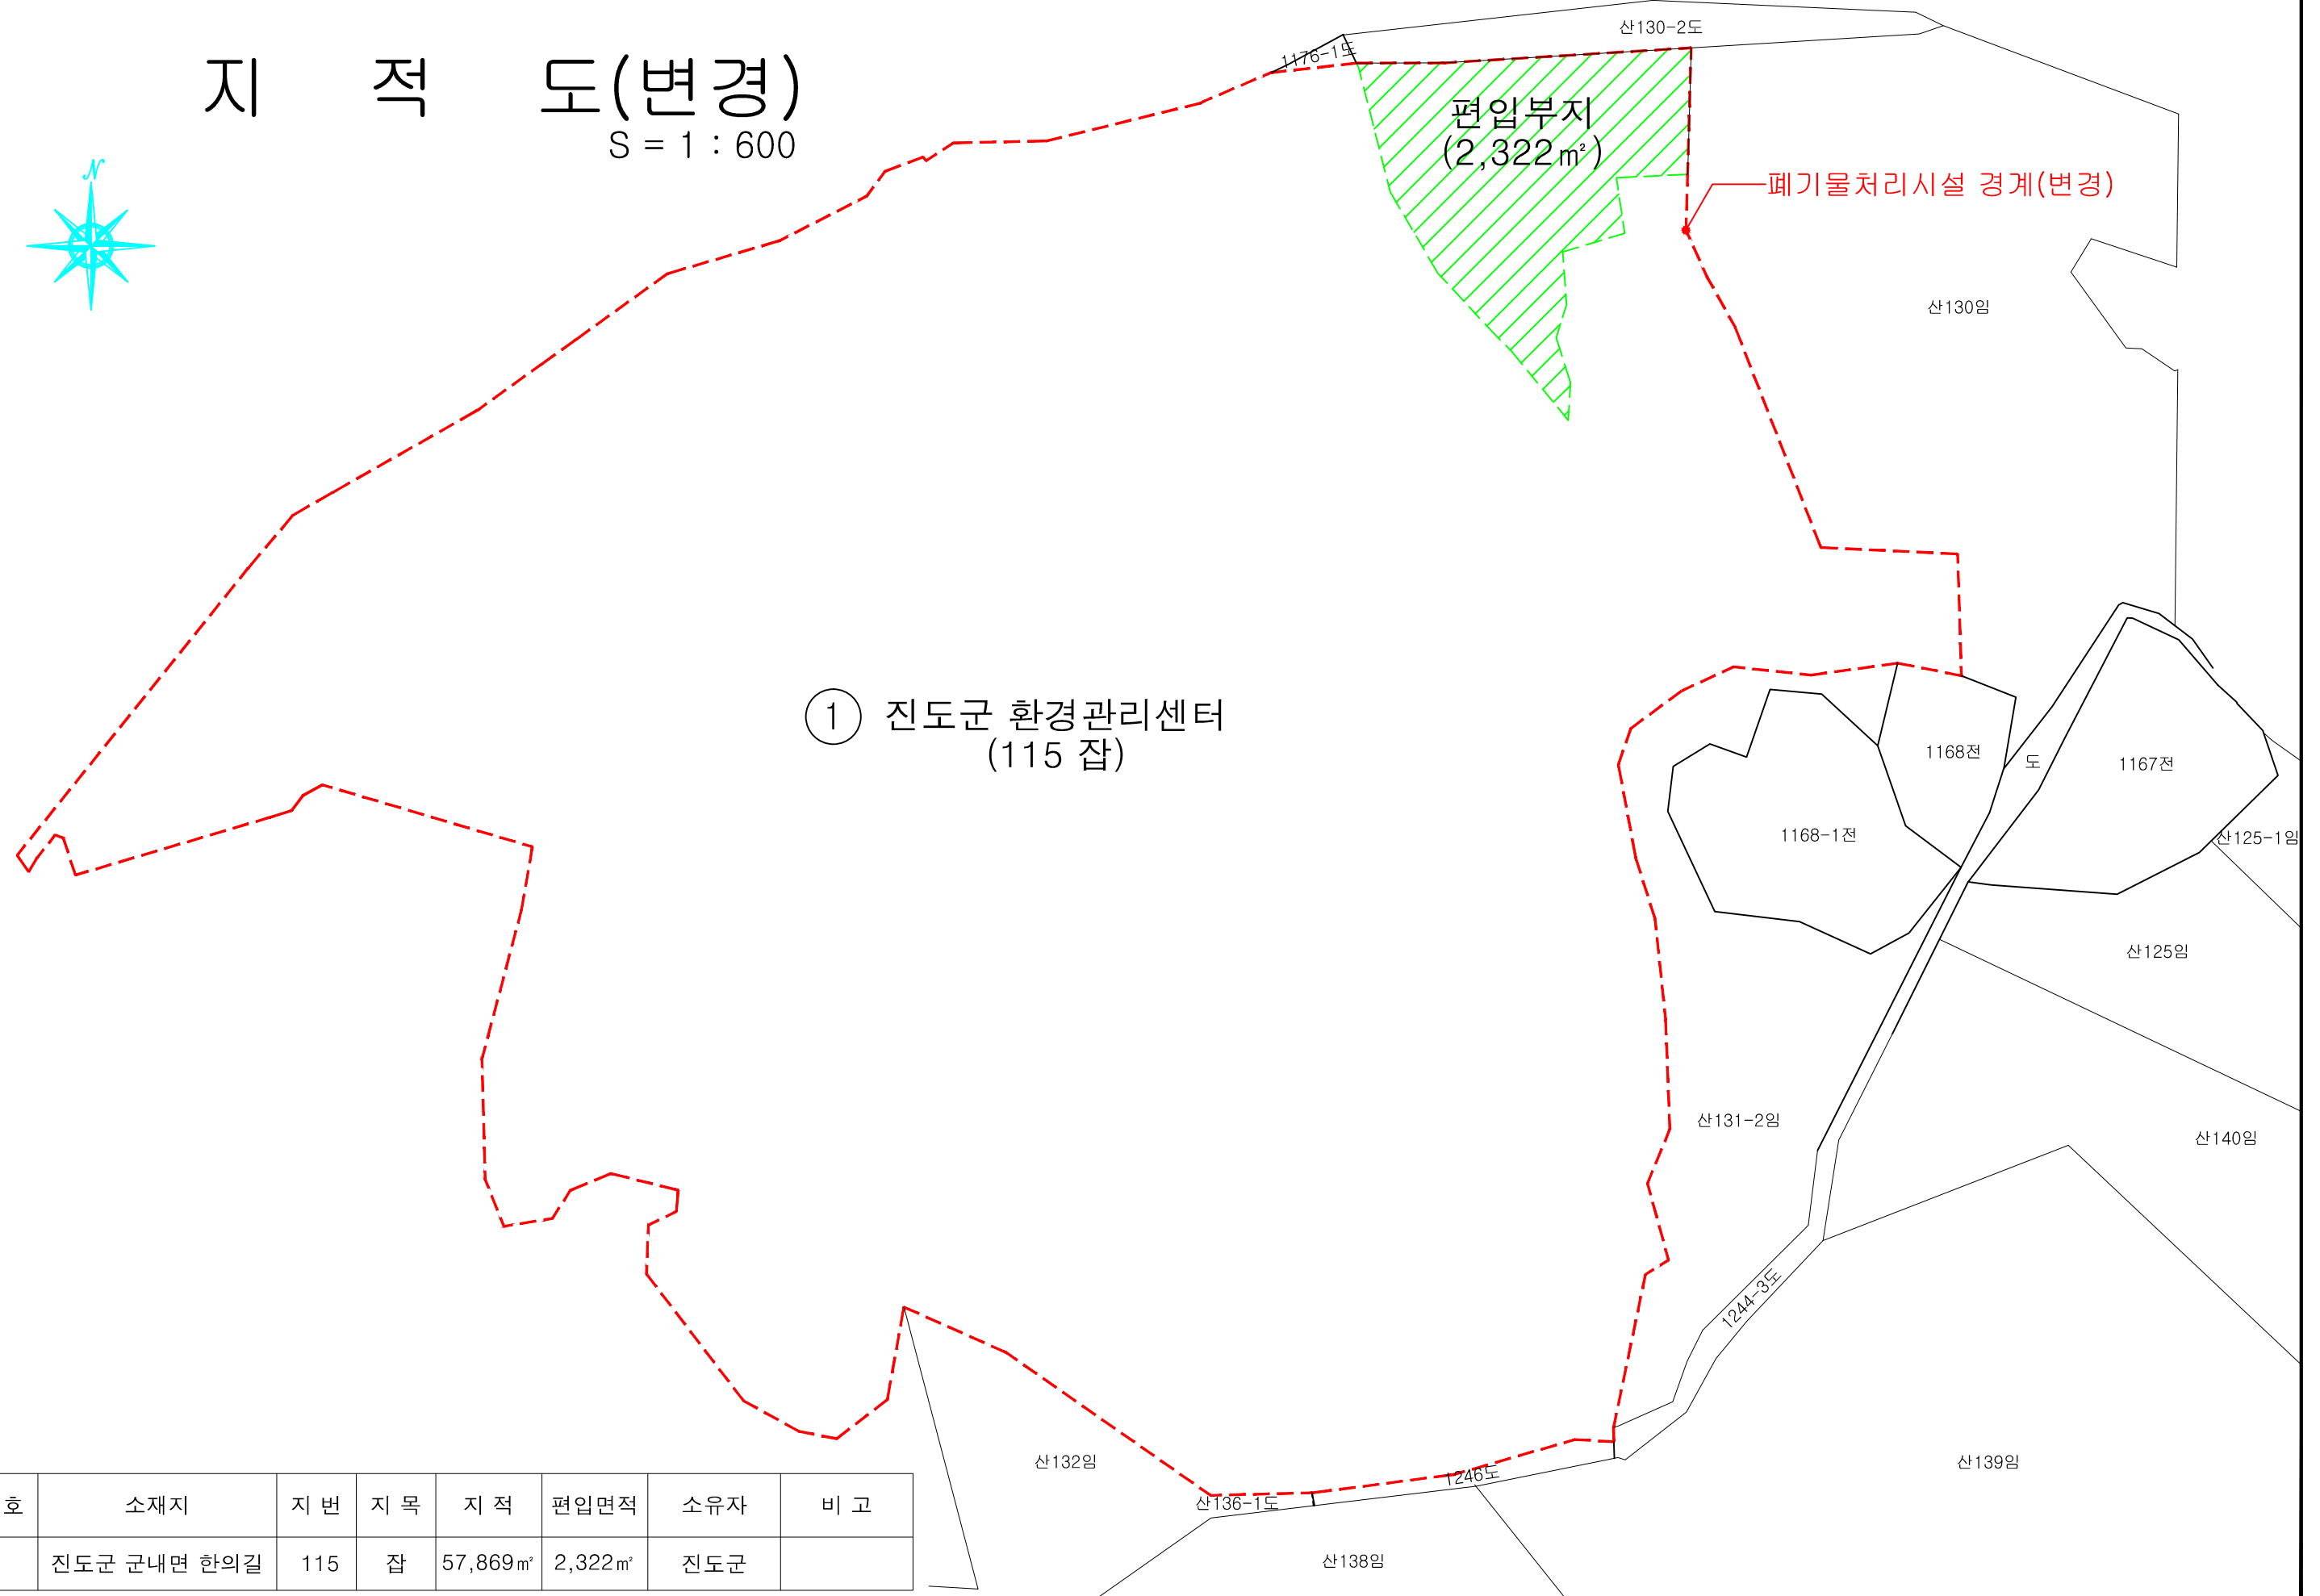 지 적 도(변경)
S = 1 : 600
N
산130-2도
1176-1도
편입부지
(2,322㎡)
폐기물처리시설 경계(변경)
산130임
① 진도군 환경관리센터
(115 잡)
1168전
도
1167전
1168-1전
산125-1임
산125임
산131-2임
산140임
1244-3도
산132임
1246도
산139임
산136-1도
산138임
호 소재지 지 번 지 목 지 적 편입면적 소유자 비 고
진도군 군내면 한의길 115 잡 57,869㎡ 2,322㎡ 진도군